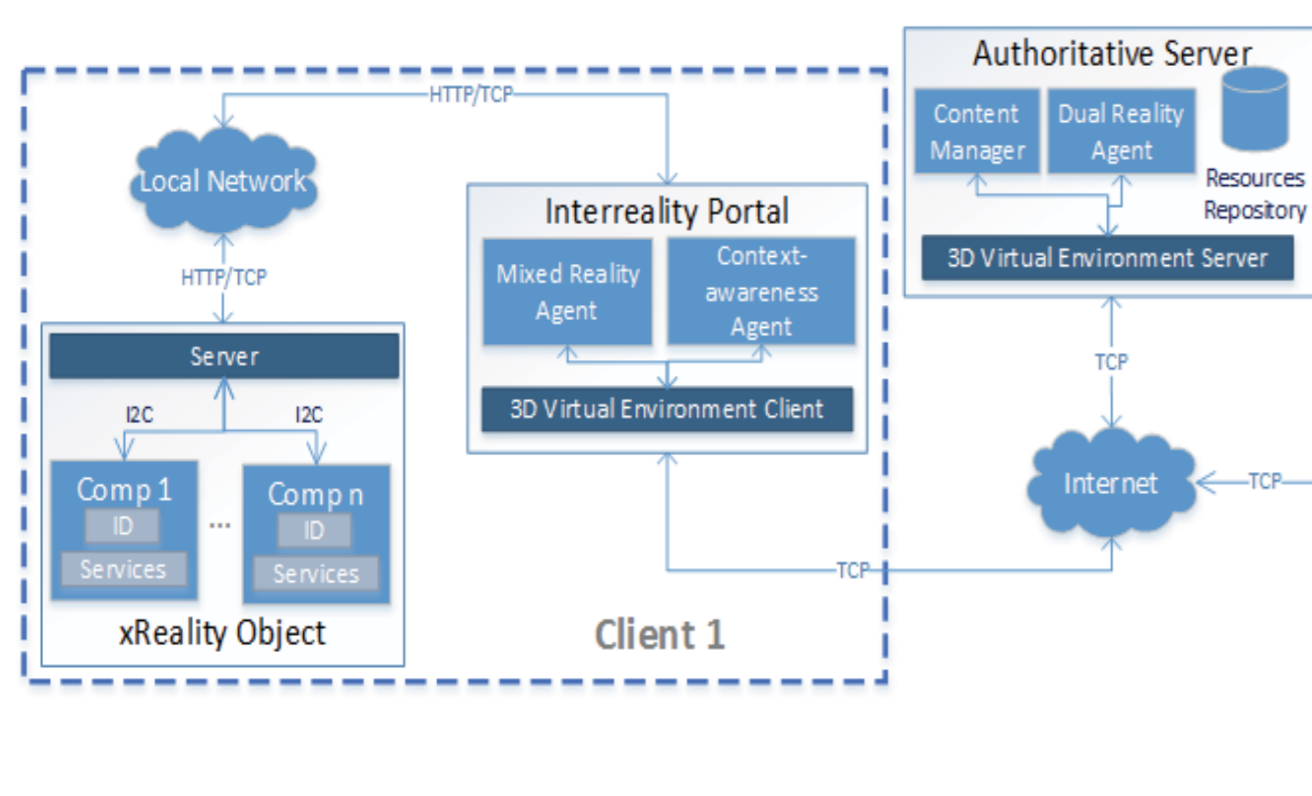 HTTP/TCP
Local Network
HTTP/TCP
Server
I2C
I2C
Comp 1
ID
Services
...
Comp n
ID
Services
xReality Object
Interreality Portal
Mixed Reality
Agent
Context-
awareness
Agent
3D Virtual Environment Client
TCP
Client 1
Authoritative Server
Content
Manager
Dual Reality
Agent
Resources
Repository
3D Virtual Environment Server
TCP
Internet
TCP